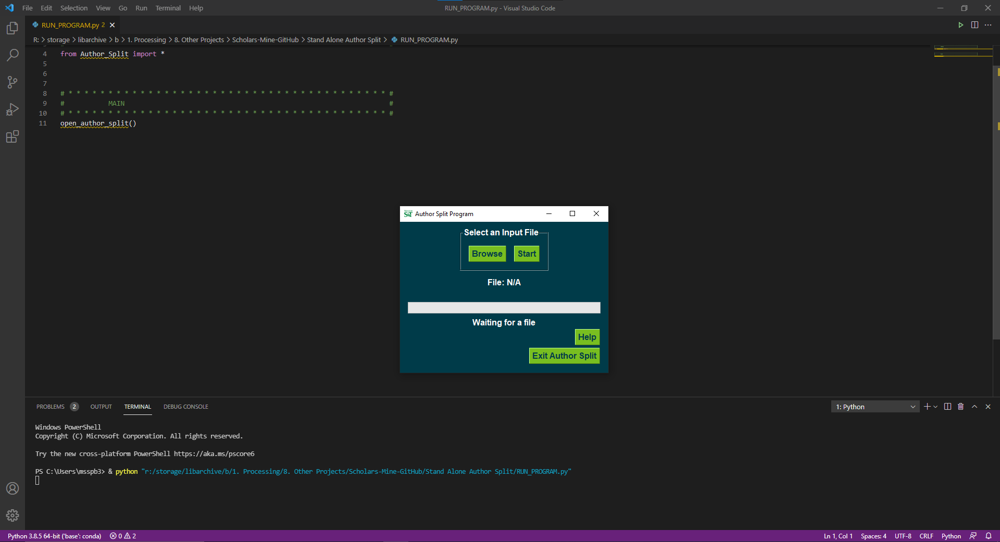 File Edit Selection View Go Run Terminal Help
RUN_PROGRAM.py - Visual Studio Code
RUN_PROGRAM.py 2
R: > storage > libarchive > b > 1. Processing > 8. Other Projects > Scholars-Mine-GitHub > Stand Alone Author Split > RUN_PROGRAM.py
4 from Author_Split import *
5
6
7
8 # * * * * * * * * * * * * * * * * * * * * * * * * * * * * * * * * * * * * * * * * #
9 # MAIN #
10 # * * * * * * * * * * * * * * * * * * * * * * * * * * * * * * * * * * * * * * * * #
11 open_author_split()
S&T Author Split Program
Select an Input File
Browse Start
File: N/A
Waiting for a file
Help
Exit Author Split
PROBLEMS 2 OUTPUT TERMINAL DEBUG CONSOLE
1: Python
Windows PowerShell
Copyright (C) Microsoft Corporation. All rights reserved.
Try the new cross-platform PowerShell https://aka.ms/pscore6
PS C:\Users\msspb3> & python "r:/storage/libarchive/b/1. Processing/8. Other Projects/Scholars-Mine-GitHub/Stand Alone Author Split/RUN_PROGRAM.py"
Python 3.8.5 64-bit ('base': conda) 0 2
Ln 1, Col 1 Spaces: 4 UTF-8 CRLF Python